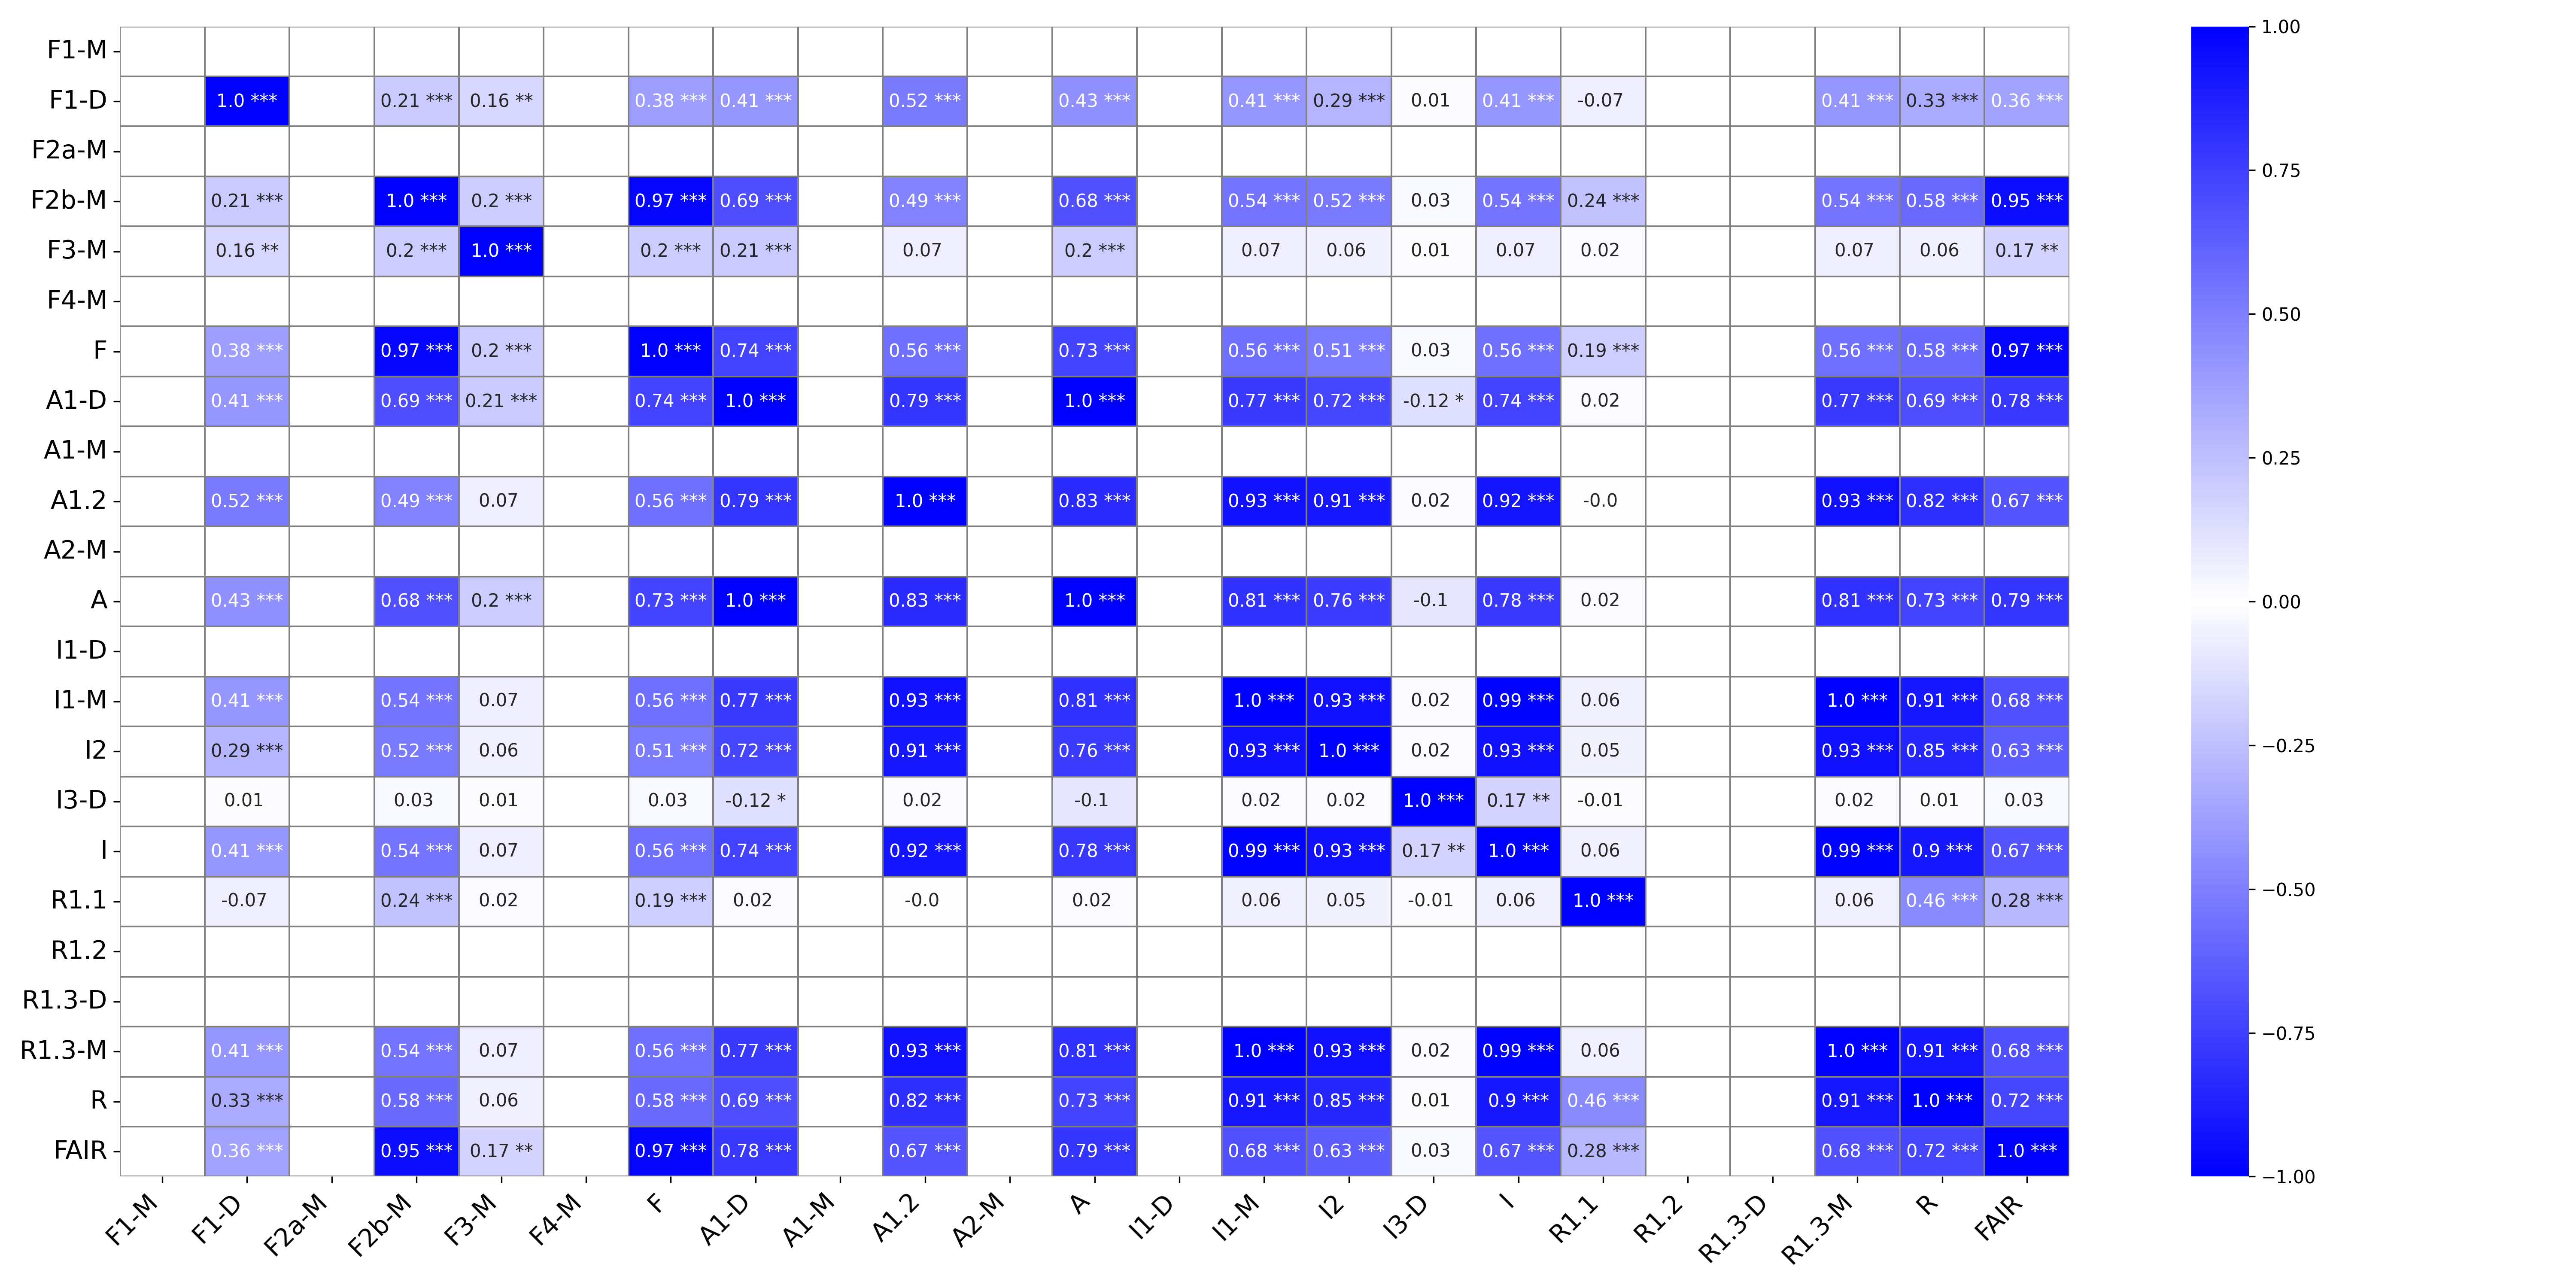 F1-M
F1-D 1.0 *** 0.21 *** 0.16 ** 0.38 *** 0.41 *** 0.52 *** 0.43 *** 0.41 *** 0.29 *** 0.01 0.41 *** -0.07 0.41 *** 0.33 *** 0.36 ***
F2a-M
F2b-M 0.21 *** 1.0 *** 0.2 *** 0.97 *** 0.69 *** 0.49 *** 0.68 *** 0.54 *** 0.52 *** 0.03 0.54 *** 0.24 *** 0.54 *** 0.58 *** 0.95 ***
F3-M 0.16 ** 0.2 *** 1.0 *** 0.2 *** 0.21 *** 0.07 0.2 *** 0.07 0.06 0.01 0.07 0.02 0.07 0.06 0.17 **
F4-M
F 0.38 *** 0.97 *** 0.2 *** 1.0 *** 0.74 *** 0.56 *** 0.73 *** 0.56 *** 0.51 *** 0.03 0.56 *** 0.19 *** 0.56 *** 0.58 *** 0.97 ***
A1-D 0.41 *** 0.69 *** 0.21 *** 0.74 *** 1.0 *** 0.79 *** 1.0 *** 0.77 *** 0.72 *** -0.12 * 0.74 *** 0.02 0.77 *** 0.69 *** 0.78 ***
A1-M
A1.2 0.52 *** 0.49 *** 0.07 0.56 *** 0.79 *** 1.0 *** 0.83 *** 0.93 *** 0.91 *** 0.02 0.92 *** -0.0 0.93 *** 0.82 *** 0.67 ***
A2-M
A 0.43 *** 0.68 *** 0.2 *** 0.73 *** 1.0 *** 0.83 *** 1.0 *** 0.81 *** 0.76 *** -0.1 0.78 *** 0.02 0.81 *** 0.73 *** 0.79 ***
I1-D
I1-M 0.41 *** 0.54 *** 0.07 0.56 *** 0.77 *** 0.93 *** 0.81 *** 1.0 *** 0.93 *** 0.02 0.99 *** 0.06 1.0 *** 0.91 *** 0.68 ***
I2 0.29 *** 0.52 *** 0.06 0.51 *** 0.72 *** 0.91 *** 0.76 *** 0.93 *** 1.0 *** 0.02 0.93 *** 0.05 0.93 *** 0.85 *** 0.63 ***
I3-D 0.01 0.03 0.01 0.03 -0.12 * 0.02 -0.1 0.02 0.02 1.0 *** 0.17 ** -0.01 0.02 0.01 0.03
I 0.41 *** 0.54 *** 0.07 0.56 *** 0.74 *** 0.92 *** 0.78 *** 0.99 *** 0.93 *** 0.17 ** 1.0 *** 0.06 0.99 *** 0.9 *** 0.67 ***
R1.1 -0.07 0.24 *** 0.02 0.19 *** 0.02 -0.0 0.02 0.06 0.05 -0.01 0.06 1.0 *** 0.06 0.46 *** 0.28 ***
R1.2
R1.3-D
R1.3-M 0.41 *** 0.54 *** 0.07 0.56 *** 0.77 *** 0.93 *** 0.81 *** 1.0 *** 0.93 *** 0.02 0.99 *** 0.06 1.0 *** 0.91 *** 0.68 ***
R 0.33 *** 0.58 *** 0.06 0.58 *** 0.69 *** 0.82 *** 0.73 *** 0.91 *** 0.85 *** 0.01 0.9 *** 0.46 *** 0.91 *** 1.0 *** 0.72 ***
FAIR 0.36 *** 0.95 *** 0.17 ** 0.97 *** 0.78 *** 0.67 *** 0.79 *** 0.68 *** 0.63 *** 0.03 0.67 *** 0.28 *** 0.68 *** 0.72 *** 1.0 ***
F1-M F1-D F2a-M F2b-M F3-M F4-M F A1-D A1-M A1.2 A2-M A I1-D I1-M I2 I3-D I R1.1 R1.2 R1.3-D R1.3-M R FAIR
1.00
0.75
0.50
0.25
0.00
−0.25
−0.50
−0.75
−1.00